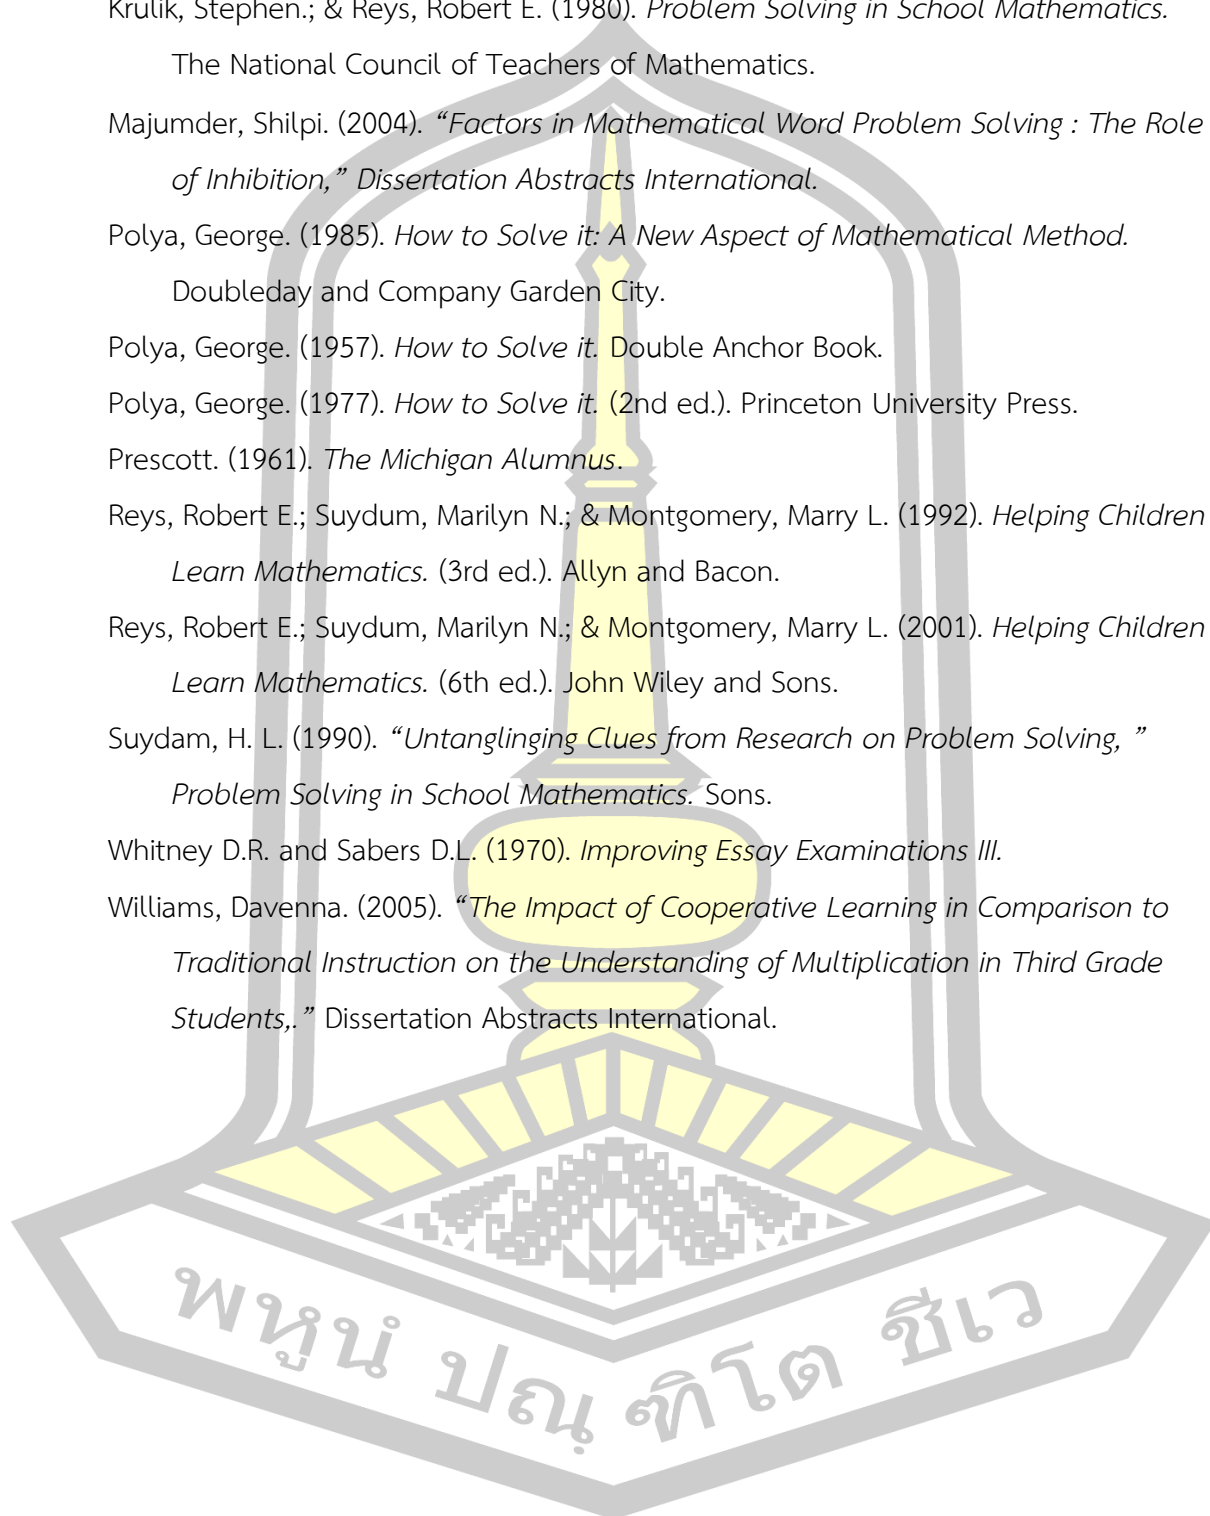 Krulik, Stephen.; & Reys, Robert E. (1980). Problem Solving in School Mathematics.
The National Council of Teachers of Mathematics.
Majumder, Shilpi. (2004). “Factors in Mathematical Word Problem Solving : The Role
of Inhibition,” Dissertation Abstracts International.
Polya, George. (1985). How to Solve it: A New Aspect of Mathematical Method.
Doubleday and Company Garden City.
Polya, George. (1957). How to Solve it. Double Anchor Book.
Polya, George. (1977). How to Solve it. (2nd ed.). Princeton University Press.
Prescott. (1961). The Michigan Alumnus.
Reys, Robert E.; Suydum, Marilyn N.; & Montgomery, Marry L. (1992). Helping Children
Learn Mathematics. (3rd ed.). Allyn and Bacon.
Reys, Robert E.; Suydum, Marilyn N.; & Montgomery, Marry L. (2001). Helping Children
Learn Mathematics. (6th ed.). John Wiley and Sons.
Suydam, H. L. (1990). “Untanglinging Clues from Research on Problem Solving, ”
Problem Solving in School Mathematics. Sons.
Whitney D.R. and Sabers D.L. (1970). Improving Essay Examinations III.
Williams, Davenna. (2005). “The Impact of Cooperative Learning in Comparison to
Traditional Instruction on the Understanding of Multiplication in Third Grade
Students,.” Dissertation Abstracts International.
พหูนํ ปณฺฑิโต ชีเว